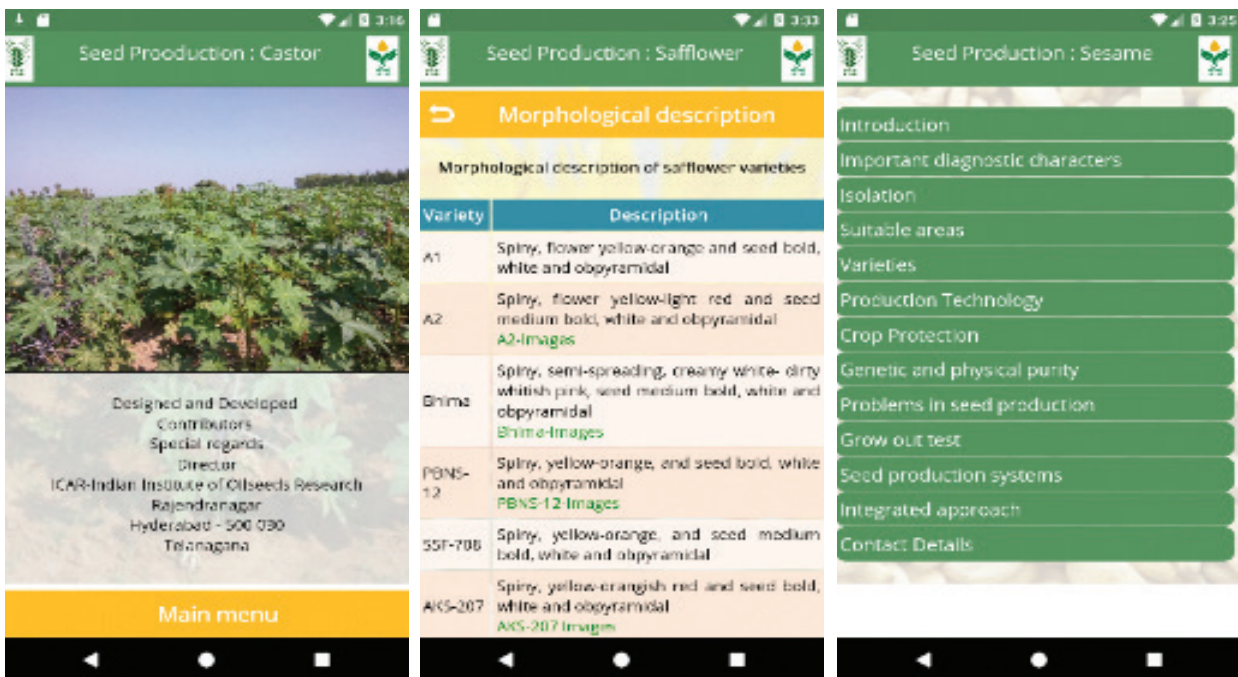 3:16
Seed Prooduction : Castor
Designed and Developed
Contributors
Special regards
Director
ICAR-Indian Institute of Oilseeds Research
Rajendranagar
Hyderabad - 500 030
Telanagana
Main menu
3:33
Seed Production : Safflower
Morphological description
Morphological description of safflower varieties
Variety Description
A1 Spiny, flower yellow-orange and seed bold,
white and obpyramidal
A2 Spiny, flower yellow-light red and seed
medium bold, white and obpyramidal
A2-Images
Bhima Spiny, semi-spreading, creamy white- dirty
whitish pink, seed medium bold, white and
obpyramidal
Bhima-Images
PBNS-12 Spiny, yellow-orange, and seed bold, white
and obpyramidal
PBNS-12-Images
SSF-708 Spiny, yellow-orange, and seed medium
bold, white and obpyramidal
AKS-207 Spiny, yellow-orangish red and seed bold,
white and obpyramidal
AKS-207 Images
3:25
Seed Production : Sesame
Introduction
Important diagnostic characters
Isolation
Suitable areas
Varieties
Production Technology
Crop Protection
Genetic and physical purity
Problems in seed production
Grow out test
Seed production systems
Integrated approach
Contact Details